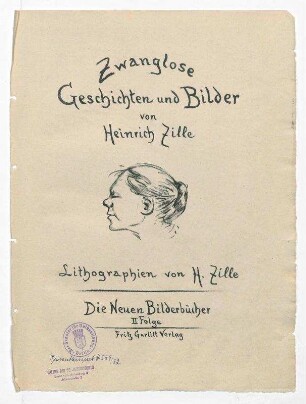 Zwanglose
Geschichten und Bilder
von
Heinrich Zille
Lithographien von H. Zille
Die Neuen Bilderbücher
II Folge
Fritz Gurlitt Verlag